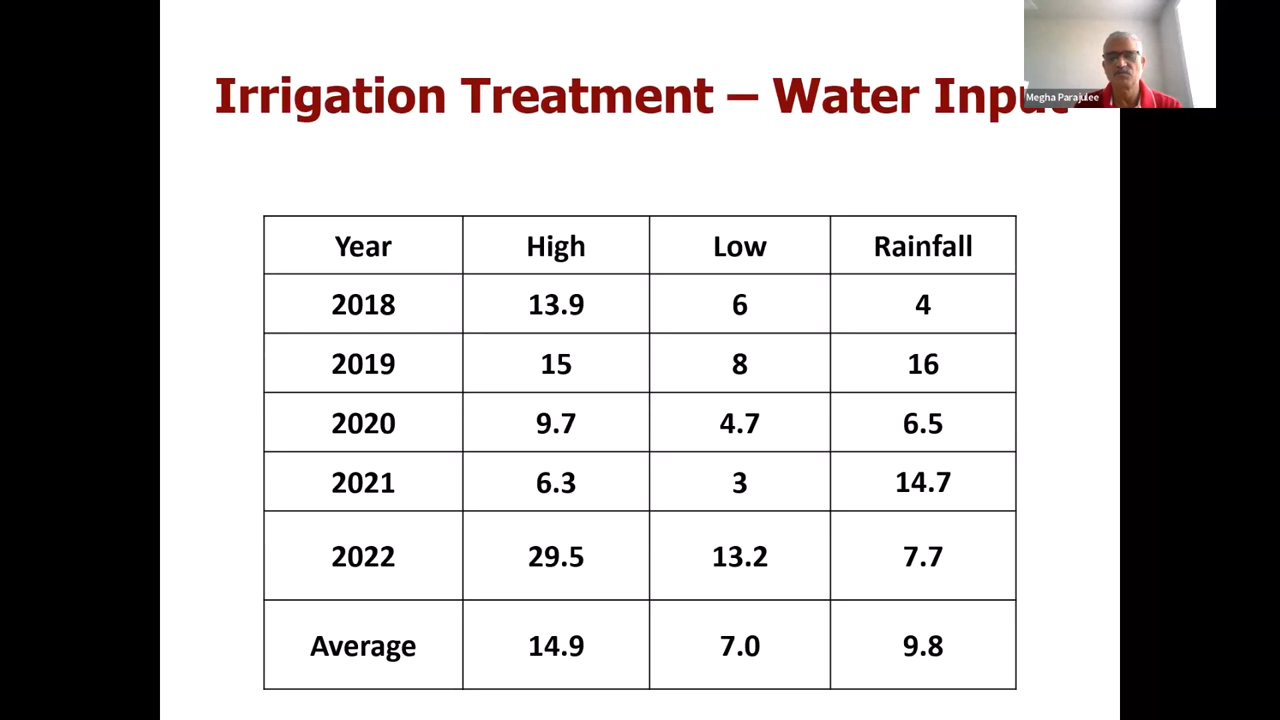 Irrigation Treatment – Water Input
Megha Parajulee
Year High Low Rainfall
2018 13.9 6 4
2019 15 8 16
2020 9.7 4.7 6.5
2021 6.3 3 14.7
2022 29.5 13.2 7.7
Average 14.9 7.0 9.8